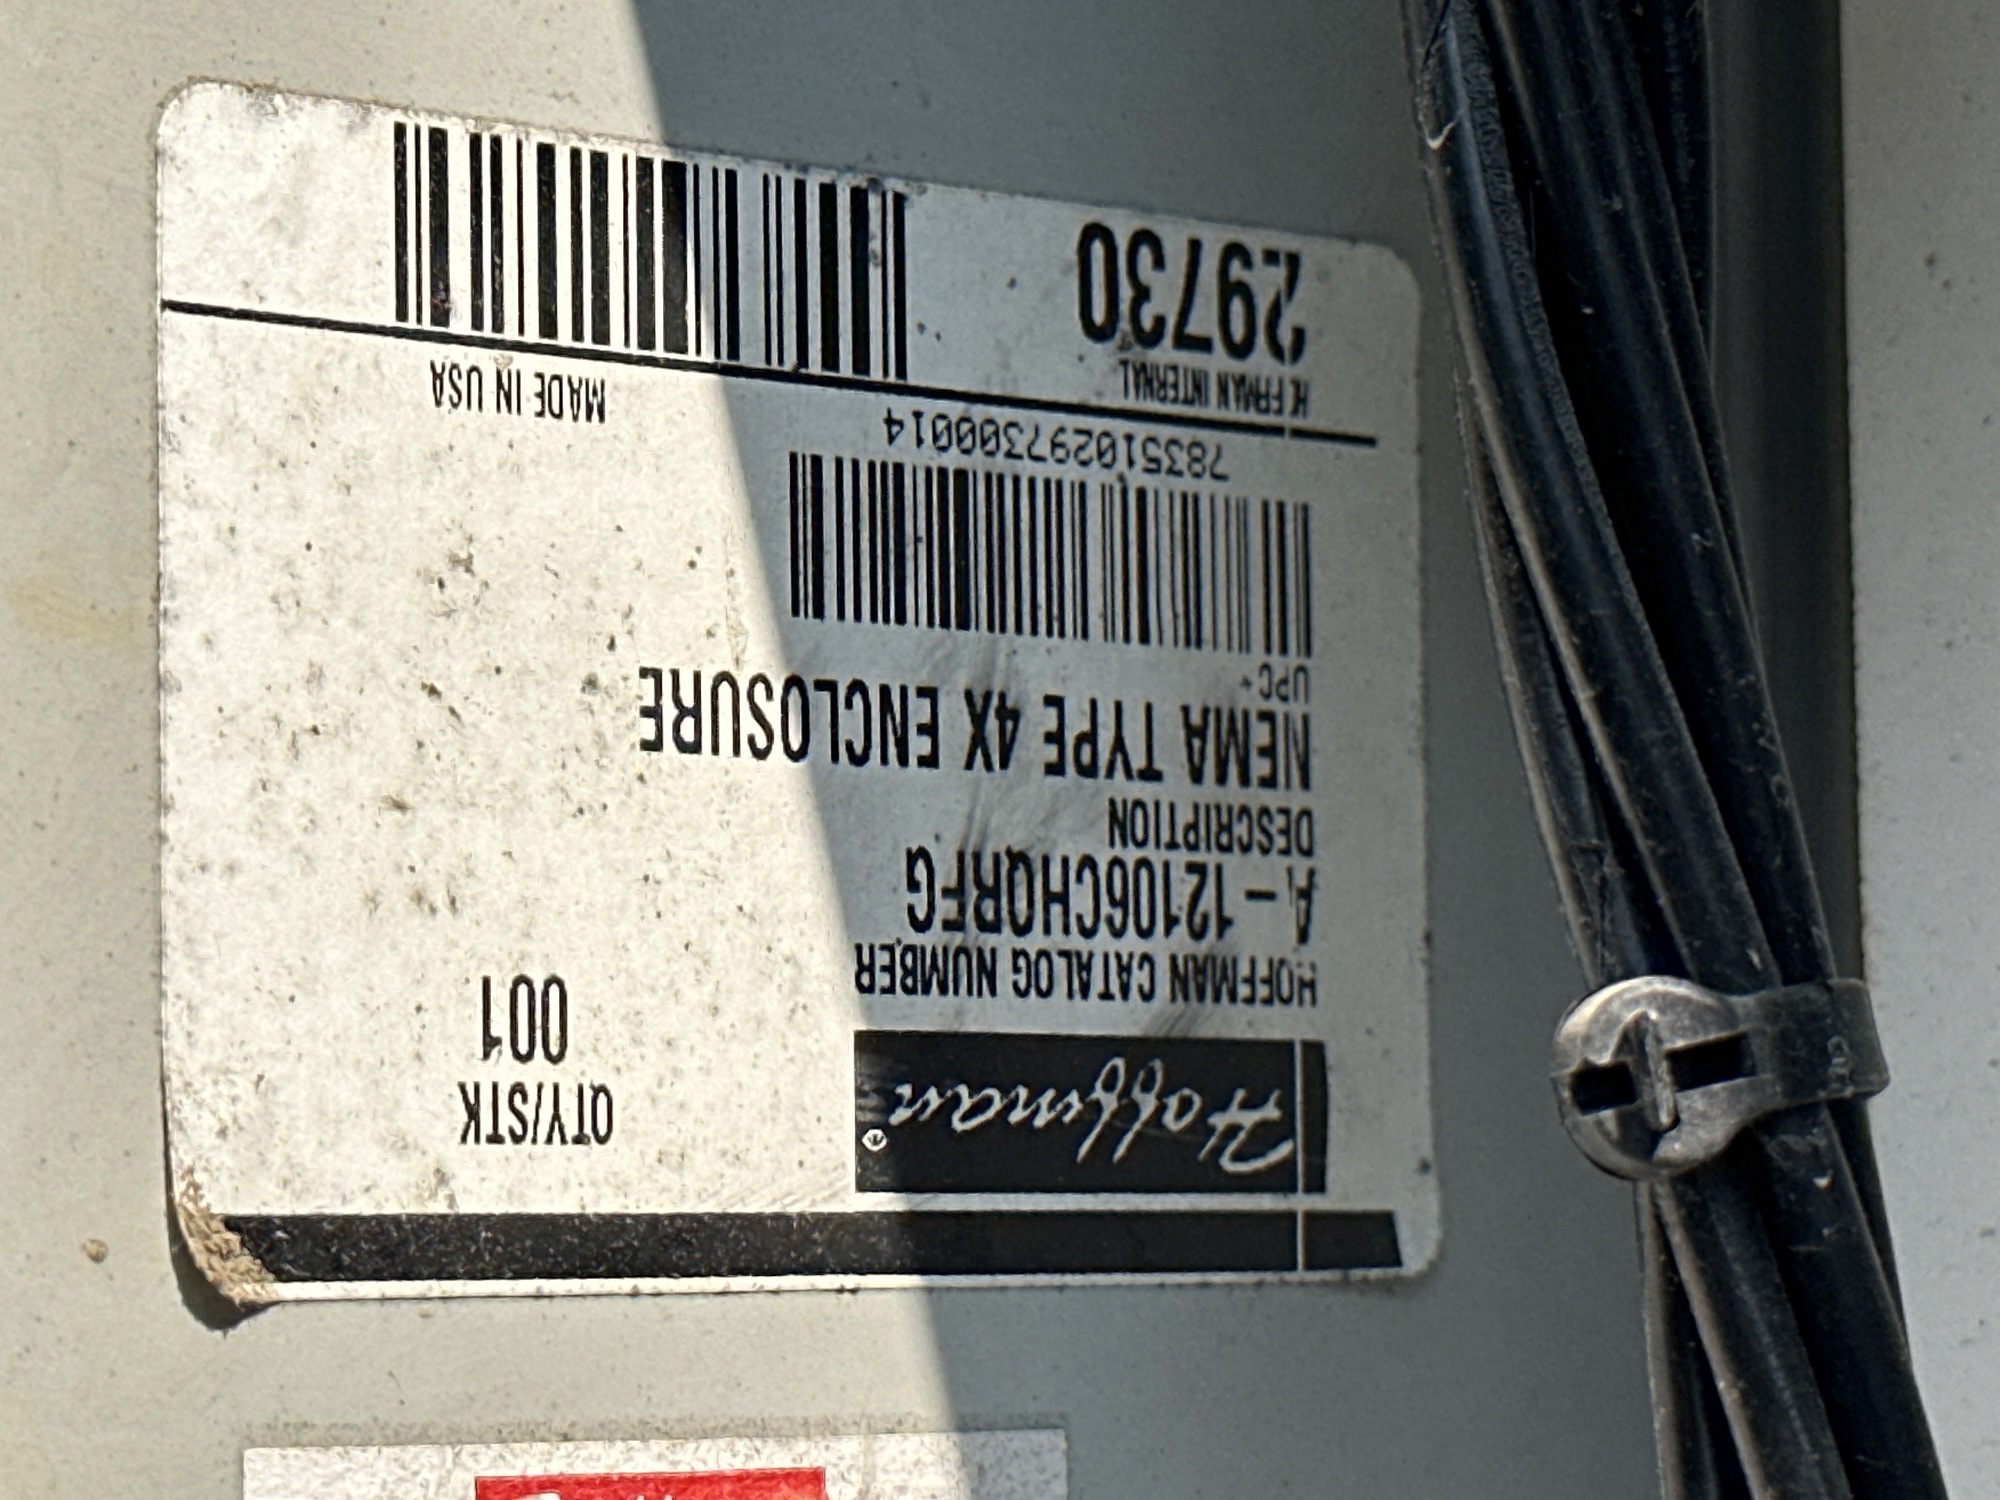 Hoffman
QTY/STK
001
HOFFMAN CATALOG NUMBER
A-12106CHQRFG
DESCRIPTION
NEMA TYPE 4X ENCLOSURE
UPC+
78351029730014
MADE IN USA
HOFFMAN INTERNAL
29730